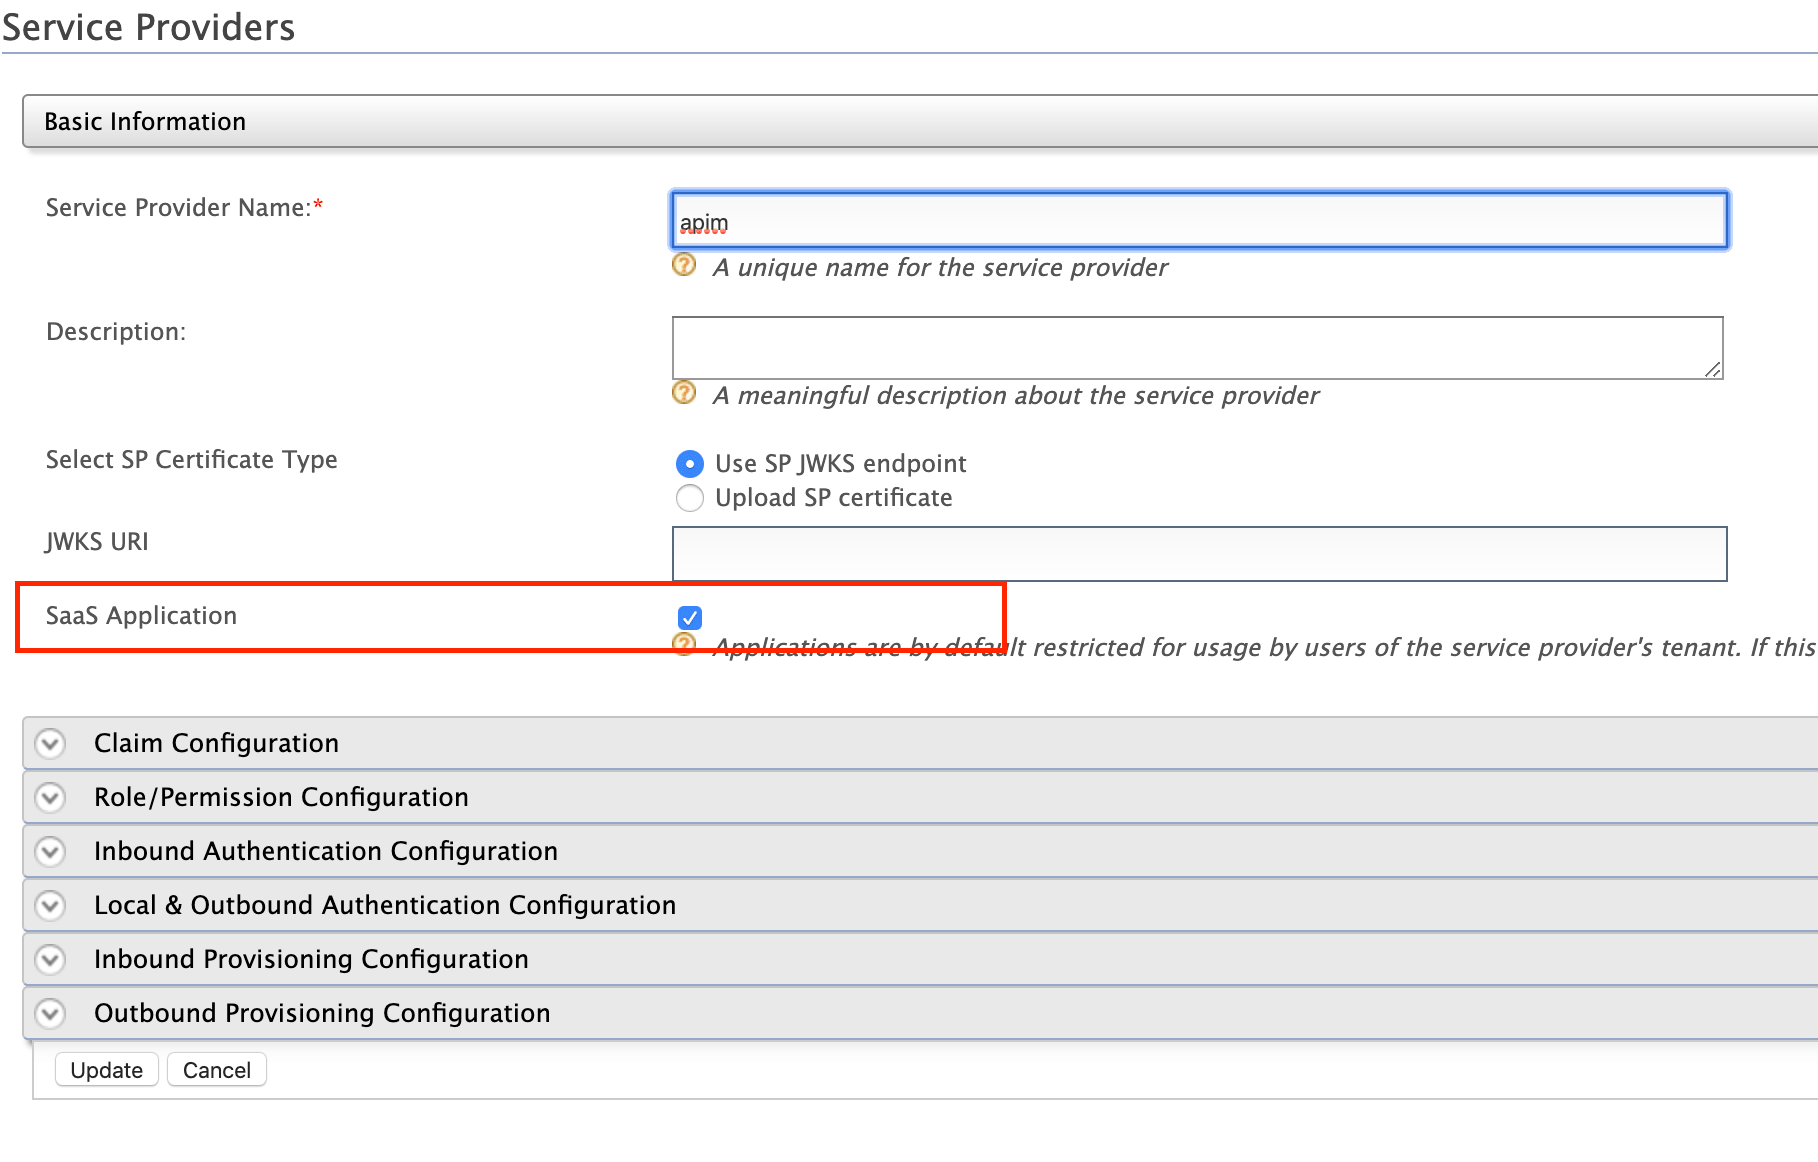 Service Providers
Basic Information
Service Provider Name:*
apim
? A unique name for the service provider
Description:
? A meaningful description about the service provider
Select SP Certificate Type
Use SP JWKS endpoint
Upload SP certificate
JWKS URI
SaaS Application
? Applications are by default restricted for usage by users of the service provider's tenant. If this
Claim Configuration
Role/Permission Configuration
Inbound Authentication Configuration
Local & Outbound Authentication Configuration
Inbound Provisioning Configuration
Outbound Provisioning Configuration
Update Cancel